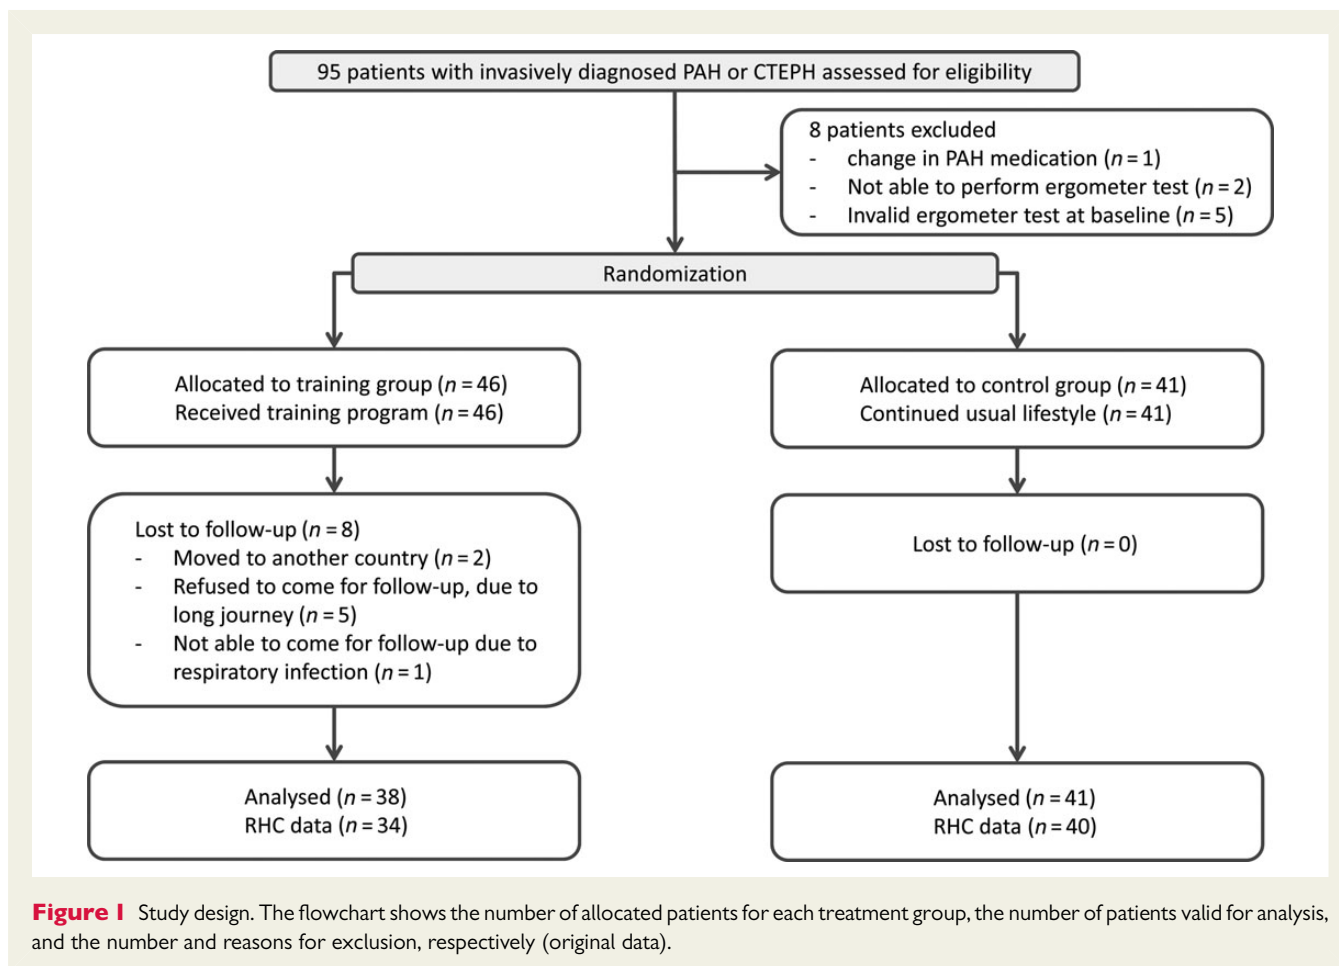 95 patients with invasively diagnosed PAH or CTEPH assessed for eligibility
8 patients excluded
- change in PAH medication (n = 1)
- Not able to perform ergometer test (n = 2)
- Invalid ergometer test at baseline (n = 5)
Randomization
Allocated to training group (n = 46)
Received training program (n = 46)
Allocated to control group (n = 41)
Continued usual lifestyle (n = 41)
Lost to follow-up (n = 8)
- Moved to another country (n = 2)
- Refused to come for follow-up, due to
long journey (n = 5)
- Not able to come for follow-up due to
respiratory infection (n = 1)
Lost to follow-up (n = 0)
Analysed (n = 38)
RHC data (n = 34)
Analysed (n = 41)
RHC data (n = 40)
Figure 1 Study design. The flowchart shows the number of allocated patients for each treatment group, the number of patients valid for analysis,
and the number and reasons for exclusion, respectively (original data).